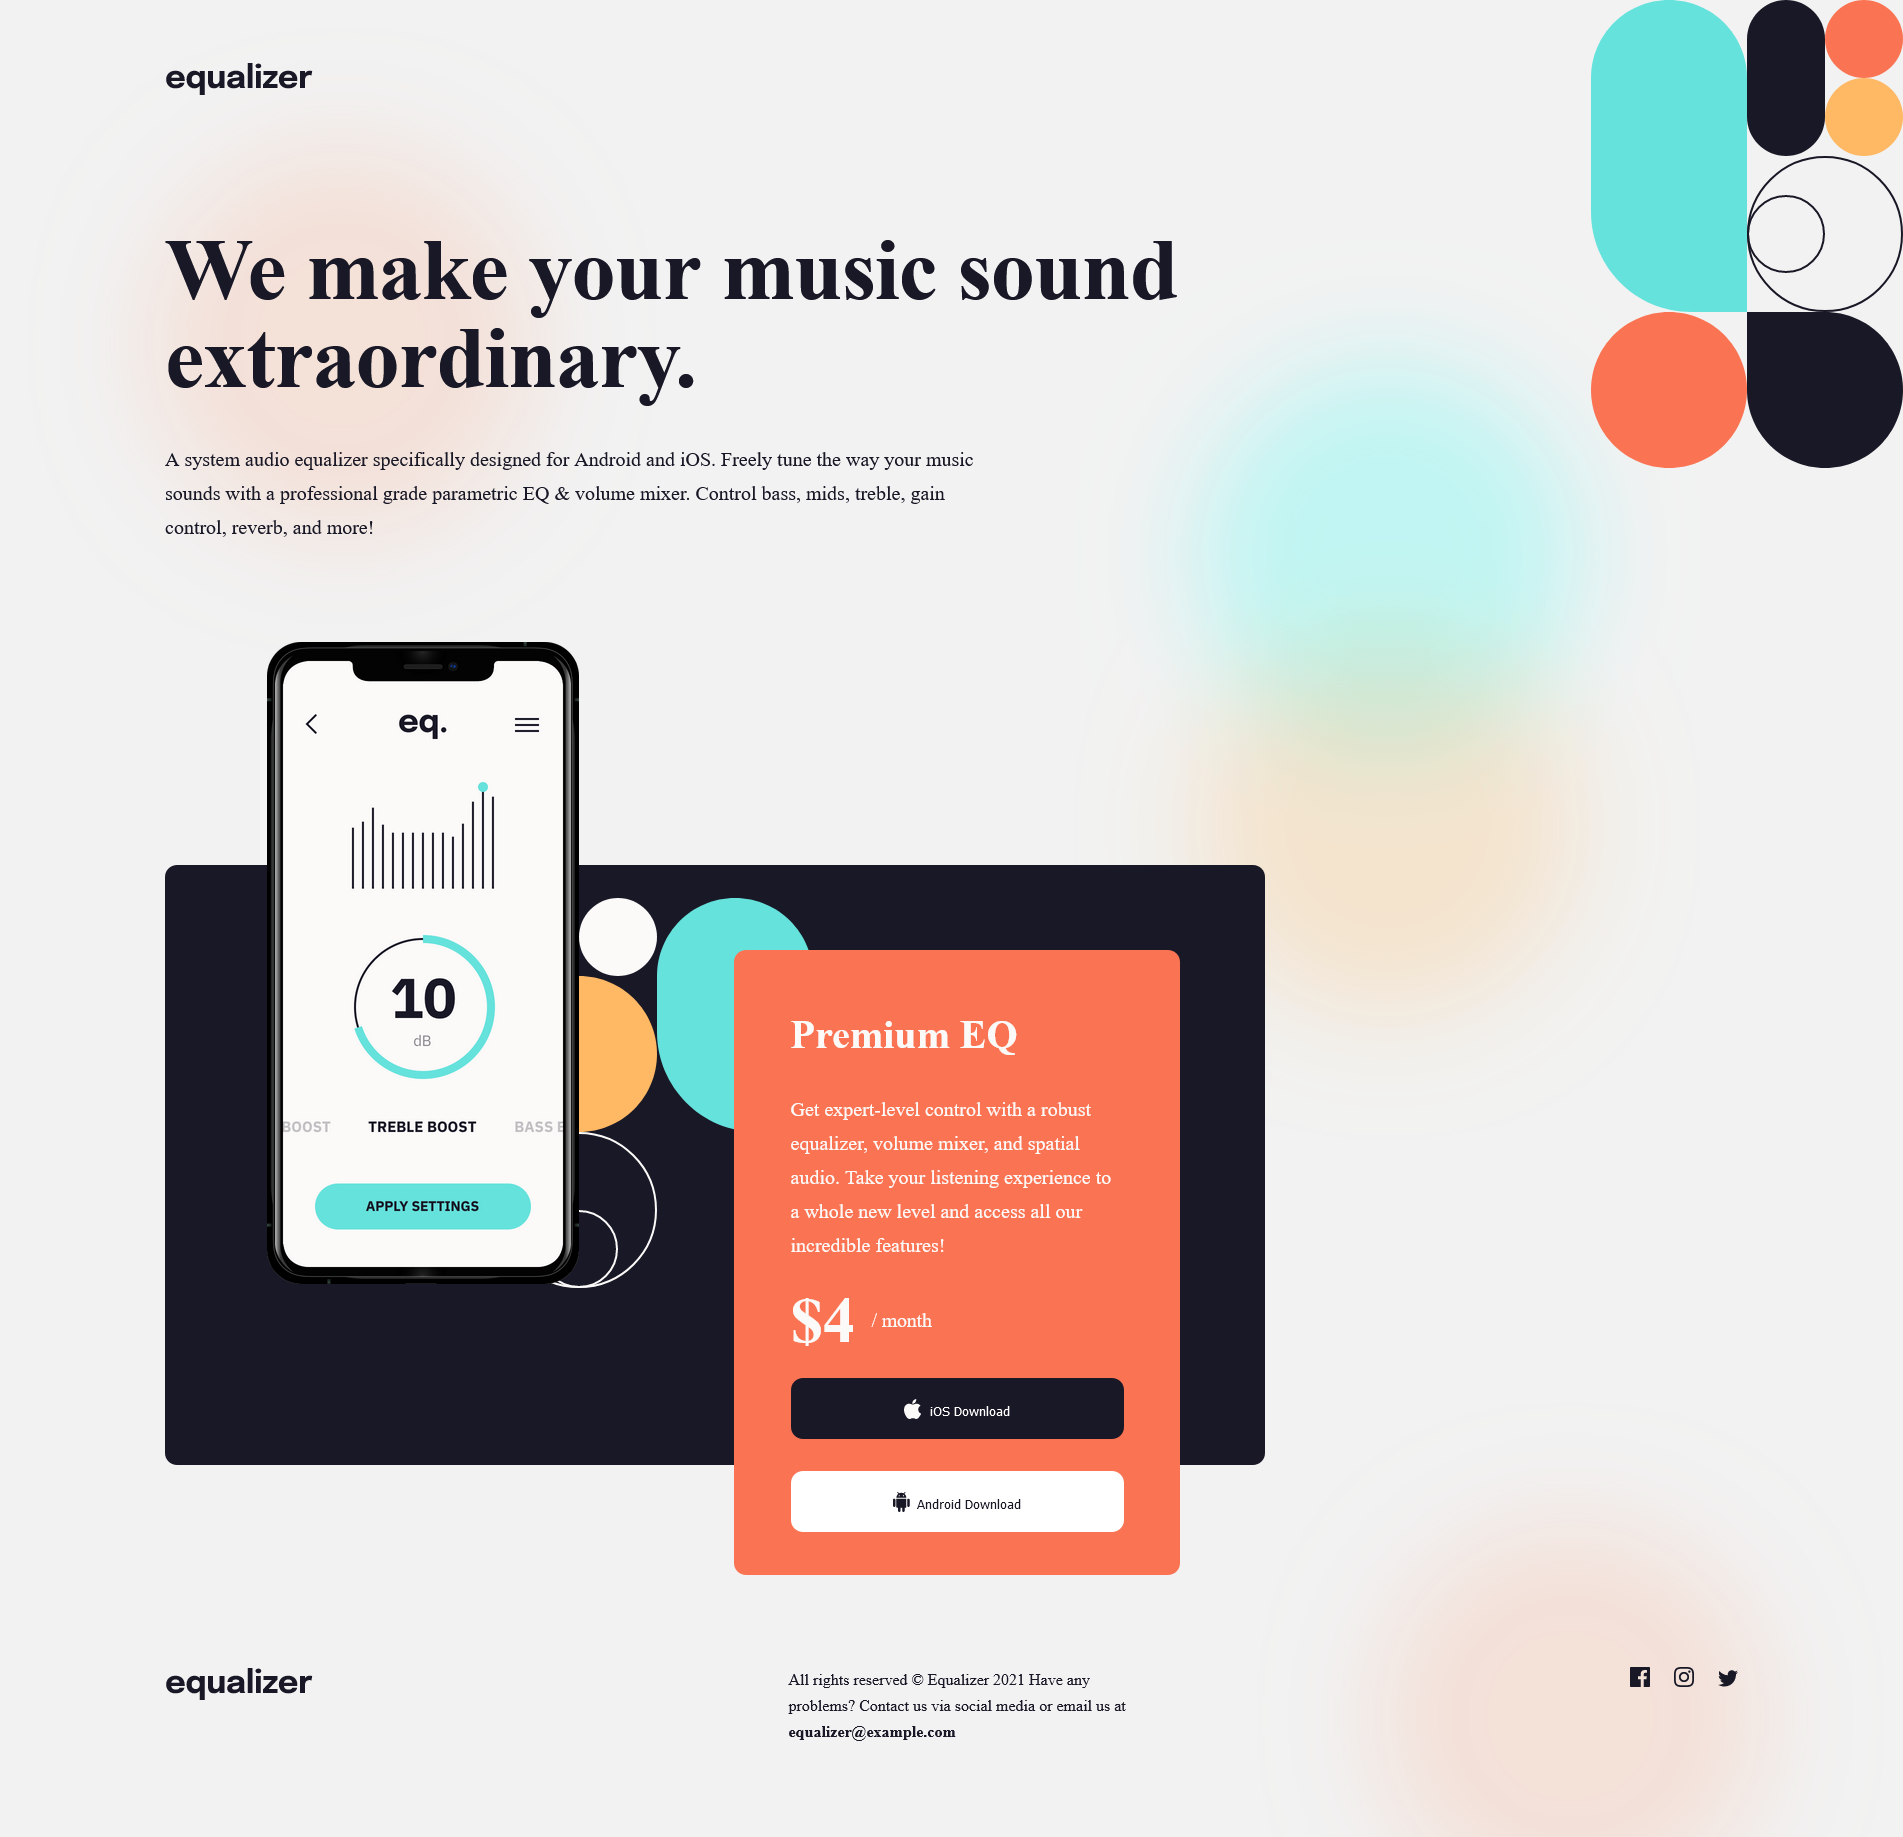 equalizer
We make your music sound
extraordinary.
A system audio equalizer specifically designed for Android and iOS. Freely tune the way your music
sounds with a professional grade parametric EQ & volume mixer. Control bass, mids, treble, gain
control, reverb, and more!
eq.
10
dB
BOOST TREBLE BOOST BASS B
APPLY SETTINGS
Premium EQ
Get expert-level control with a robust
equalizer, volume mixer, and spatial
audio. Take your listening experience to
a whole new level and access all our
incredible features!
$4 / month
iOS Download
Android Download
equalizer
All rights reserved © Equalizer 2021 Have any
problems? Contact us via social media or email us at
equalizer@example.com